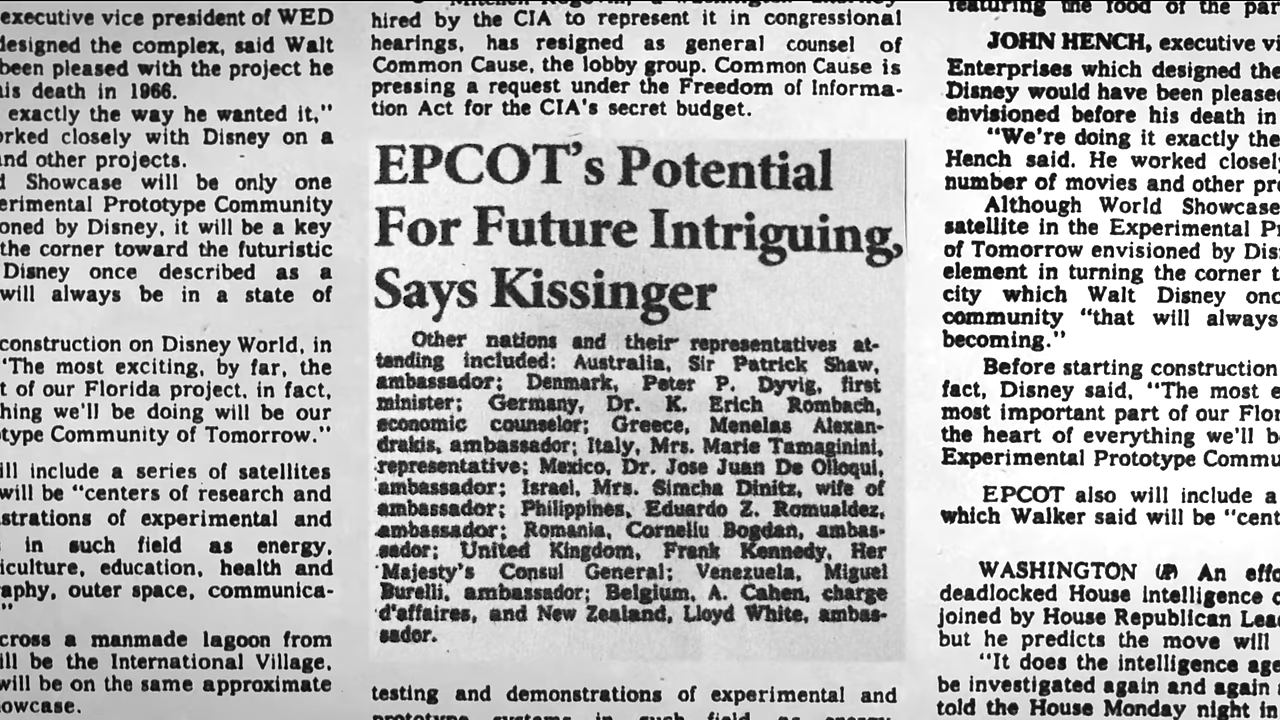 executive vice president of WED
designed the complex, said Walt
been pleased with the project he
his death in 1966.
exactly the way he wanted it,"
orked closely with Disney on a
and other projects.
d Showcase will be only one
erimental Prototype Community
oned by Disney, it will be a key
the corner toward the futuristic
Disney once described as a
will always be in a state of
construction on Disney World, in
"The most exciting, by far, the
t of our Florida project, in fact,
hing we'll be doing will be our
otype Community of Tomorrow."
ill include a series of satellites
will be "centers of research and
strations of experimental and
in such field as energy,
iculture, education, health and
aphy, outer space, communica-
"
cross a manmade lagoon from
ill be the International Village,
will be on the same approximate
owcase.
hired by the CIA to represent it in congressional
hearings, has resigned as general counsel of
Common Cause, the lobby group. Common Cause is
pressing a request under the Freedom of Informa-
tion Act for the CIA's secret budget.
EPCOT's Potential
For Future Intriguing,
Says Kissinger
Other nations and their representatives at-
tending included: Australia, Sir Patrick Shaw,
ambassador; Denmark, Peter P. Dyvig, first
minister; Germany, Dr. K. Erich Rombach,
economic counselor; Greece, Menelas Alexan-
drakis, ambassador; Italy, Mrs. Marie Tamaginini,
representative; Mexico, Dr. Jose Juan De Olloqui,
ambassador; Israel, Mrs. Simcha Dinitz, wife of
ambassador; Philippines, Eduardo Z. Romualdez,
ambassador; Romania, Corneliu Bogdan, ambas-
sador; United Kingdom, Frank Kennedy, Her
Majesty's Consul General; Venezuela, Miguel
Burelli, ambassador; Belgium, A. Cahen, charge
d'affaires, and New Zealand, Lloyd White, ambas-
sador.
testing and demonstrations of experimental and
prototype systems in such field as energy,
featuring the food of the par
JOHN HENCH, executive vi
Enterprises which designed the
Disney would have been please
envisioned before his death in
"We're doing it exactly the
Hench said. He worked closel
number of movies and other pr
Although World Showcase
satellite in the Experimental P
of Tomorrow envisioned by Dis
element in turning the corner t
city which Walt Disney onc
community "that will always
becoming."
Before starting construction
fact, Disney said, "The most e
most important part of our Flor
the heart of everything we'll b
Experimental Prototype Commu
EPCOT also will include a
which Walker said will be "cent
WASHINGTON (AP) An effo
deadlocked House intelligence c
joined by House Republican Lea
but he predicts the move will
"It does the intelligence age
be investigated again and again
told the House Monday night in